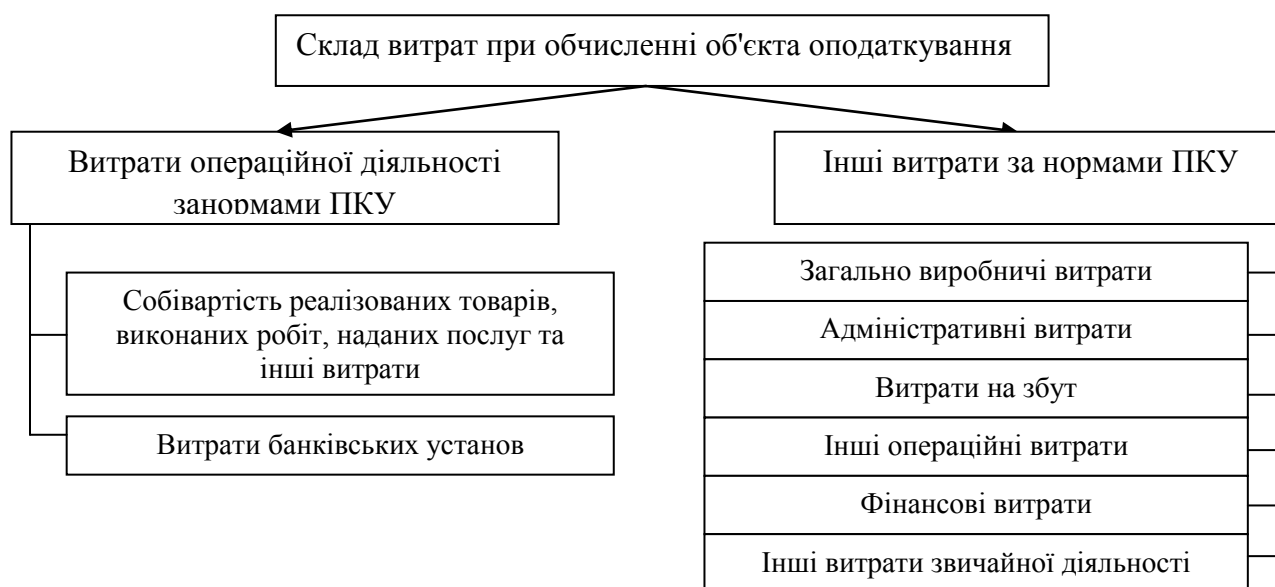 Склад витрат при обчисленні об'єкта оподаткування
Витрати операційної діяльності
занормами ПКУ
Інші витрати за нормами ПКУ
Собівартість реалізованих товарів,
виконаних робіт, наданих послуг та
інші витрати
Витрати банківських установ
Загально виробничі витрати
Адміністративні витрати
Витрати на збут
Інші операційні витрати
Фінансові витрати
Інші витрати звичайної діяльності